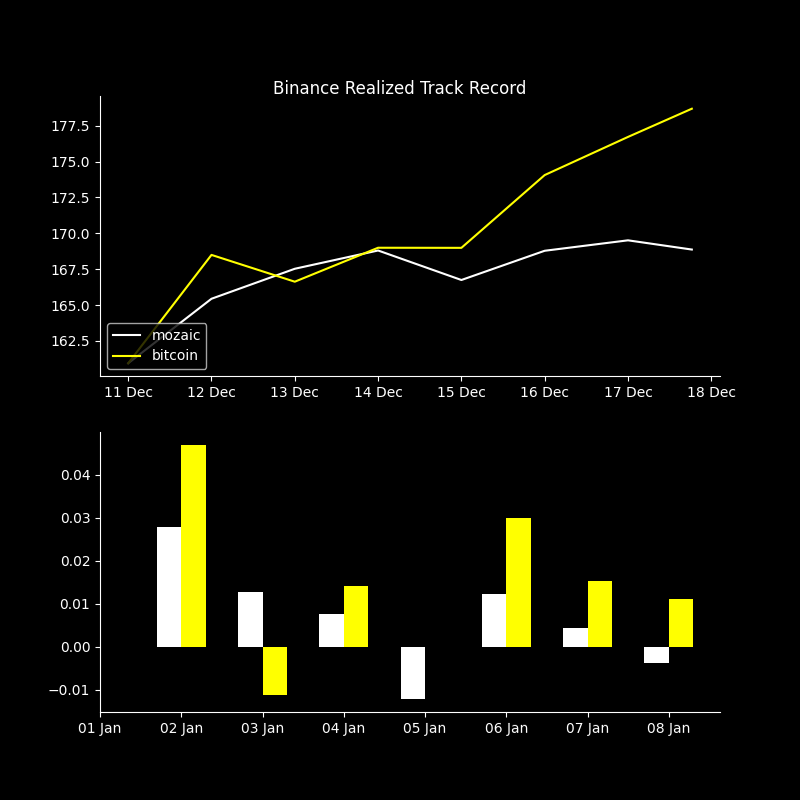 Binance Realized Track Record
177.5
175.0
172.5
170.0
167.5
165.0
162.5
mozaic
bitcoin
11 Dec 12 Dec 13 Dec 14 Dec 15 Dec 16 Dec 17 Dec 18 Dec
0.04
0.03
0.02
0.01
0.00
−0.01
01 Jan 02 Jan 03 Jan 04 Jan 05 Jan 06 Jan 07 Jan 08 Jan